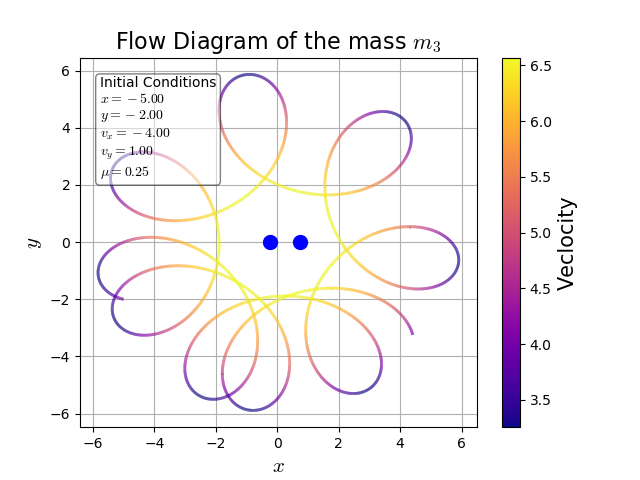 Flow Diagram of the mass m₃
Initial Conditions
x = −5.00
y = −2.00
vₓ = −4.00
v_y = 1.00
μ = 0.25
6
4
2
0
−2
−4
−6
y
−6
−4
−2
0
2
4
6
x
6.5
6.0
5.5
5.0
4.5
4.0
3.5
Veclocity